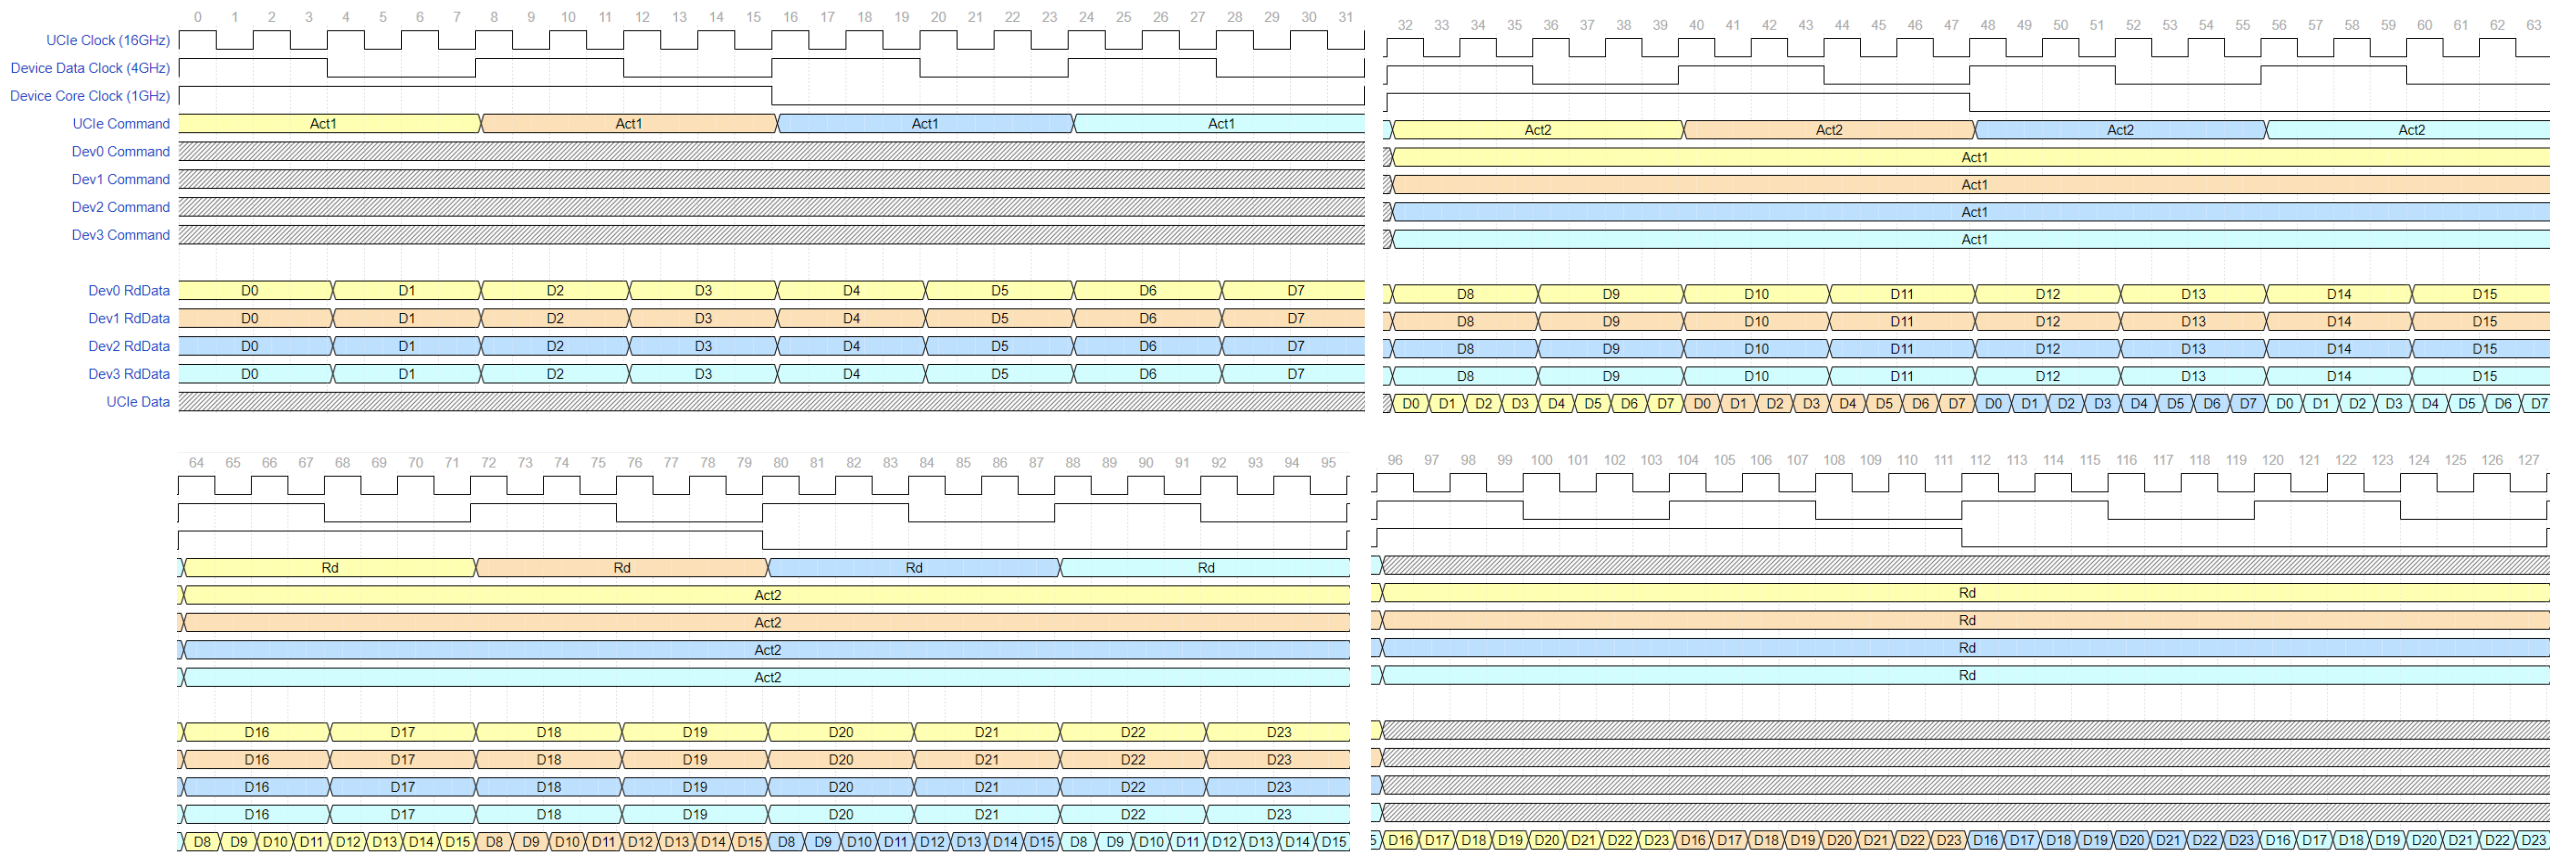 0 1 2 3 4 5 6 7 8 9 10 11 12 13 14 15 16 17 18 19 20 21 22 23 24 25 26 27 28 29 30 31
UCIe Clock (16GHz)
Device Data Clock (4GHz)
Device Core Clock (1GHz)
UCIe Command Act1 Act1 Act1 Act1
Dev0 Command
Dev1 Command
Dev2 Command
Dev3 Command
Dev0 RdData D0 D1 D2 D3 D4 D5 D6 D7
Dev1 RdData D0 D1 D2 D3 D4 D5 D6 D7
Dev2 RdData D0 D1 D2 D3 D4 D5 D6 D7
Dev3 RdData D0 D1 D2 D3 D4 D5 D6 D7
UCIe Data
32 33 34 35 36 37 38 39 40 41 42 43 44 45 46 47 48 49 50 51 52 53 54 55 56 57 58 59 60 61 62 63
Act2 Act2 Act2 Act2
Act1
Act1
Act1
Act1
D8 D9 D10 D11 D12 D13 D14 D15
D8 D9 D10 D11 D12 D13 D14 D15
D8 D9 D10 D11 D12 D13 D14 D15
D8 D9 D10 D11 D12 D13 D14 D15
D0 D1 D2 D3 D4 D5 D6 D7 D0 D1 D2 D3 D4 D5 D6 D7 D0 D1 D2 D3 D4 D5 D6 D7 D0 D1 D2 D3 D4 D5 D6 D7
64 65 66 67 68 69 70 71 72 73 74 75 76 77 78 79 80 81 82 83 84 85 86 87 88 89 90 91 92 93 94 95
Rd Rd Rd Rd
Act2
Act2
Act2
Act2
D16 D17 D18 D19 D20 D21 D22 D23
D16 D17 D18 D19 D20 D21 D22 D23
D16 D17 D18 D19 D20 D21 D22 D23
D16 D17 D18 D19 D20 D21 D22 D23
D8 D9 D10 D11 D12 D13 D14 D15 D8 D9 D10 D11 D12 D13 D14 D15 D8 D9 D10 D11 D12 D13 D14 D15 D8 D9 D10 D11 D12 D13 D14 D15
96 97 98 99 100 101 102 103 104 105 106 107 108 109 110 111 112 113 114 115 116 117 118 119 120 121 122 123 124 125 126 127
Rd
Rd
Rd
Rd
5 D16 D17 D18 D19 D20 D21 D22 D23 D16 D17 D18 D19 D20 D21 D22 D23 D16 D17 D18 D19 D20 D21 D22 D23 D16 D17 D18 D19 D20 D21 D22 D23